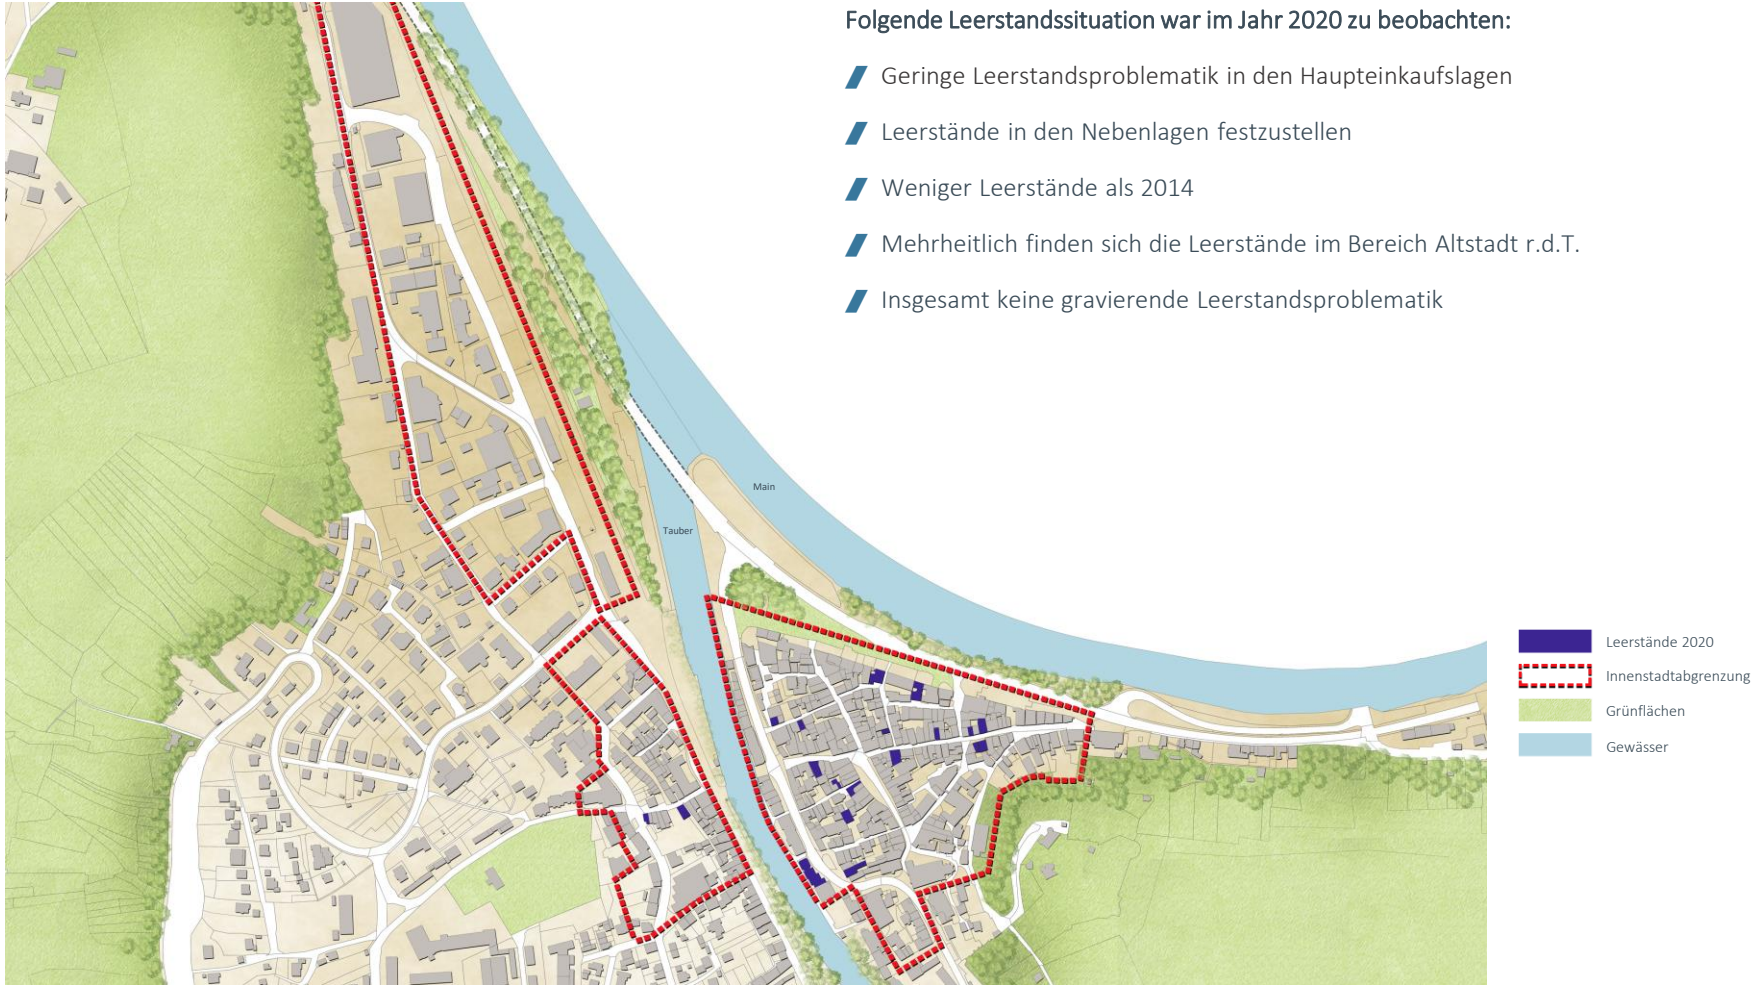 Folgende Leerstandssituation war im Jahr 2020 zu beobachten:
Geringe Leerstandsproblematik in den Haupteinkaufslagen
Leerstände in den Nebenlagen festzustellen
Weniger Leerstände als 2014
Mehrheitlich finden sich die Leerstände im Bereich Altstadt r.d.T.
Insgesamt keine gravierende Leerstandsproblematik
Main
Tauber
Leerstände 2020
Innenstadtabgrenzung
Grünflächen
Gewässer